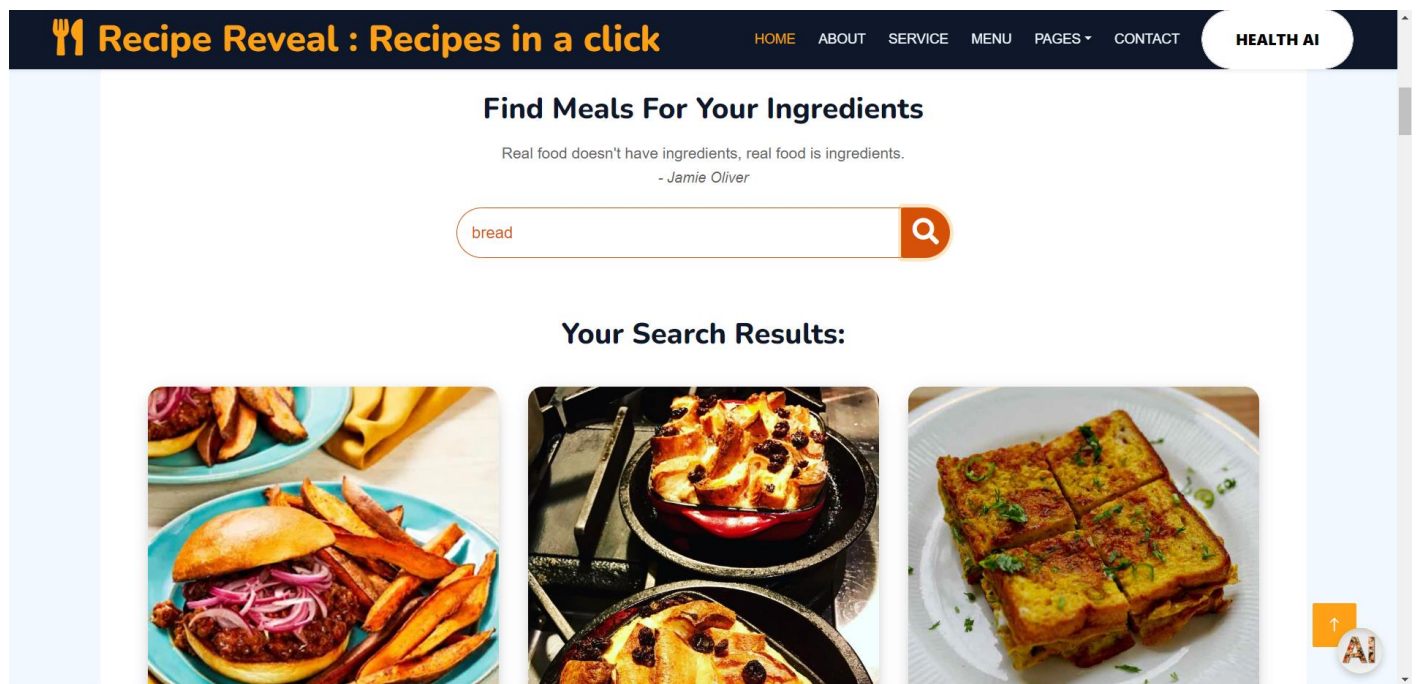 Recipe Reveal : Recipes in a click
HOME ABOUT SERVICE MENU PAGES CONTACT HEALTH AI
Find Meals For Your Ingredients
Real food doesn't have ingredients, real food is ingredients.
- Jamie Oliver
bread
Your Search Results:
AI